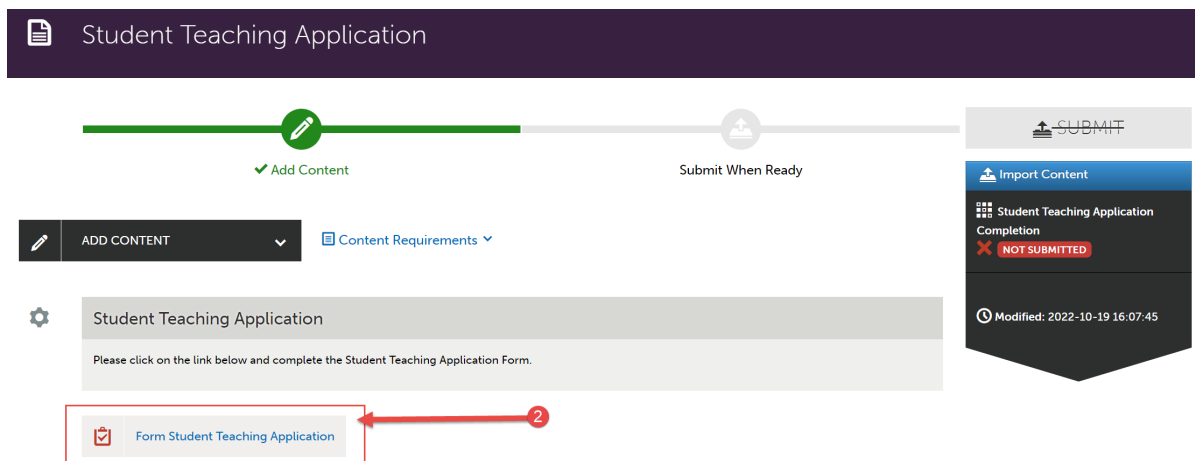 Student Teaching Application
SUBMIT
Add Content
Submit When Ready
Import Content
Student Teaching Application
Completion
NOT SUBMITTED
ADD CONTENT
Content Requirements
Modified: 2022-10-19 16:07:45
Student Teaching Application
Please click on the link below and complete the Student Teaching Application Form.
2
Form Student Teaching Application